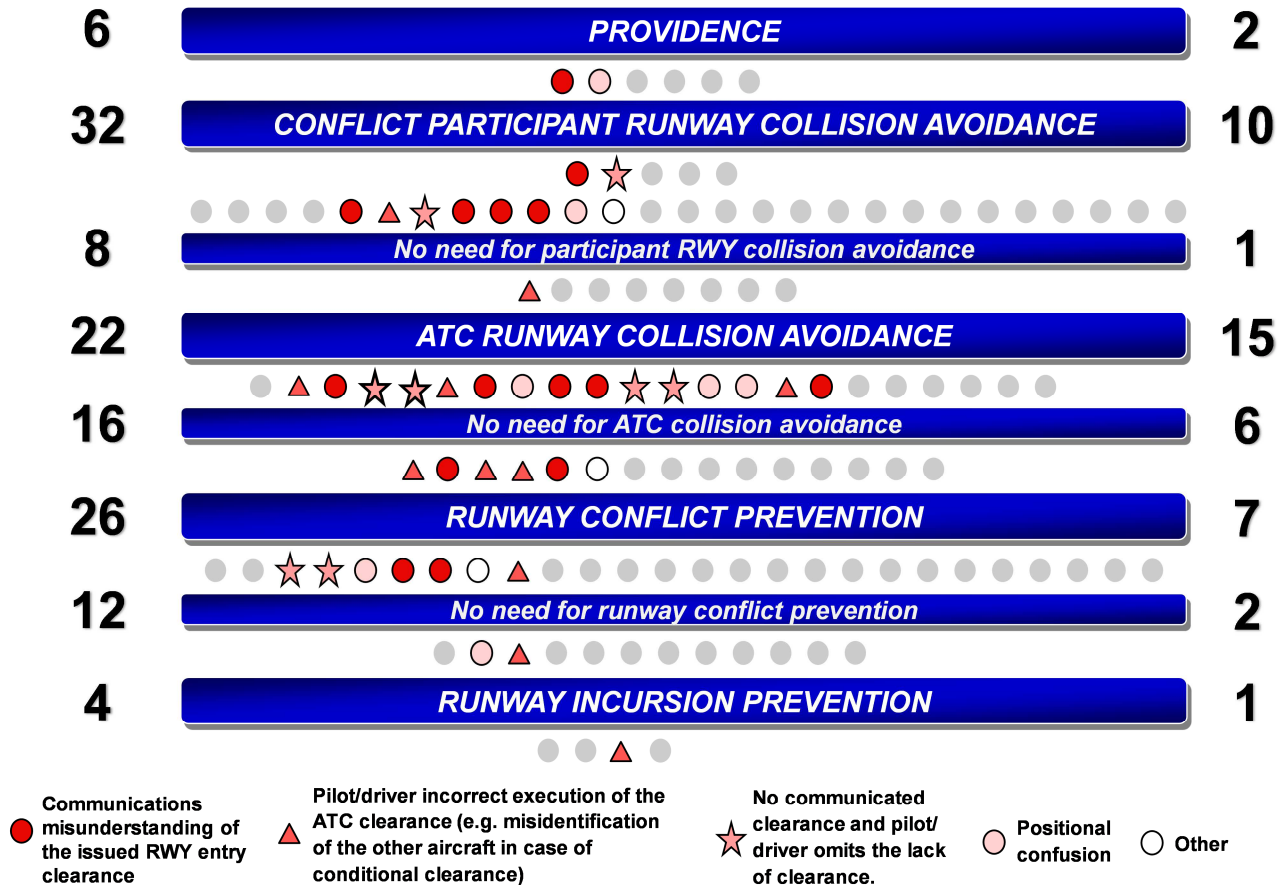 6 PROVIDENCE 2
32 CONFLICT PARTICIPANT RUNWAY COLLISION AVOIDANCE 10
8 No need for participant RWY collision avoidance 1
22 ATC RUNWAY COLLISION AVOIDANCE 15
16 No need for ATC collision avoidance 6
26 RUNWAY CONFLICT PREVENTION 7
12 No need for runway conflict prevention 2
4 RUNWAY INCURSION PREVENTION 1
Communications
misunderstanding of
the issued RWY entry
clearance
Pilot/driver incorrect execution of the
ATC clearance (e.g. misidentification
of the other aircraft in case of
conditional clearance)
No communicated
clearance and pilot/
driver omits the lack
of clearance.
Positional
confusion
Other